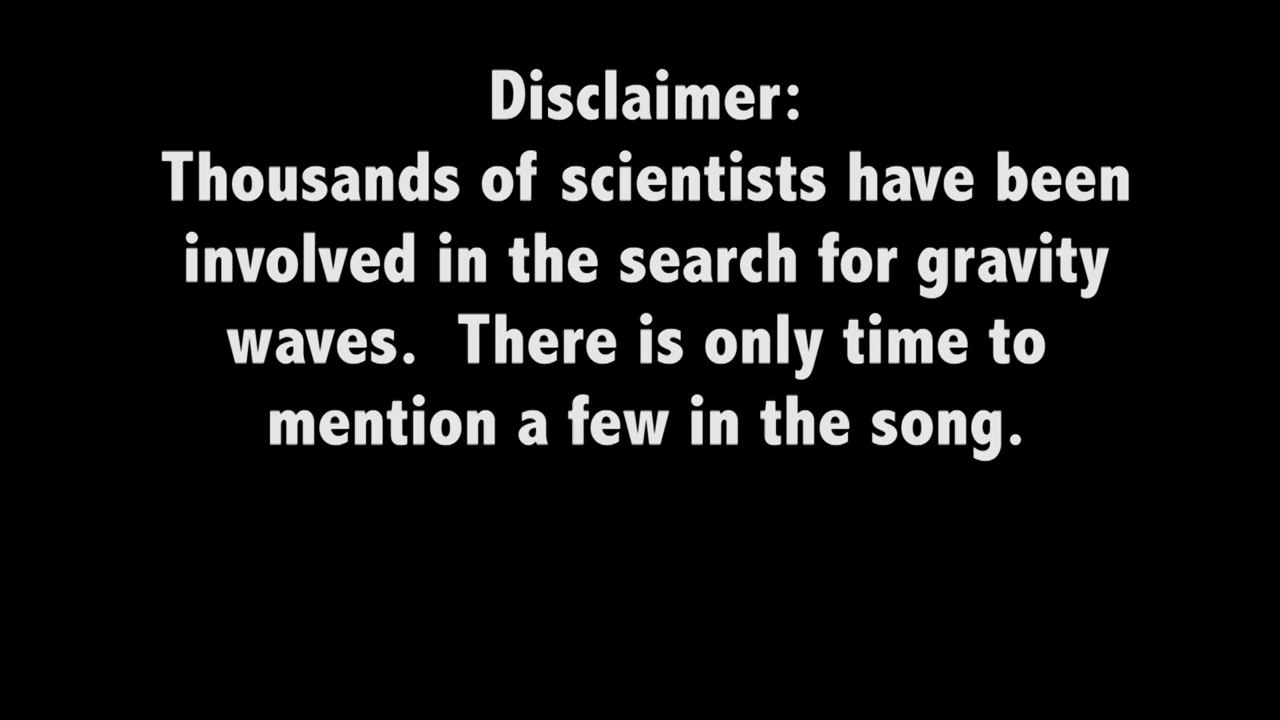 Disclaimer:
Thousands of scientists have been
involved in the search for gravity
waves.  There is only time to
mention a few in the song.